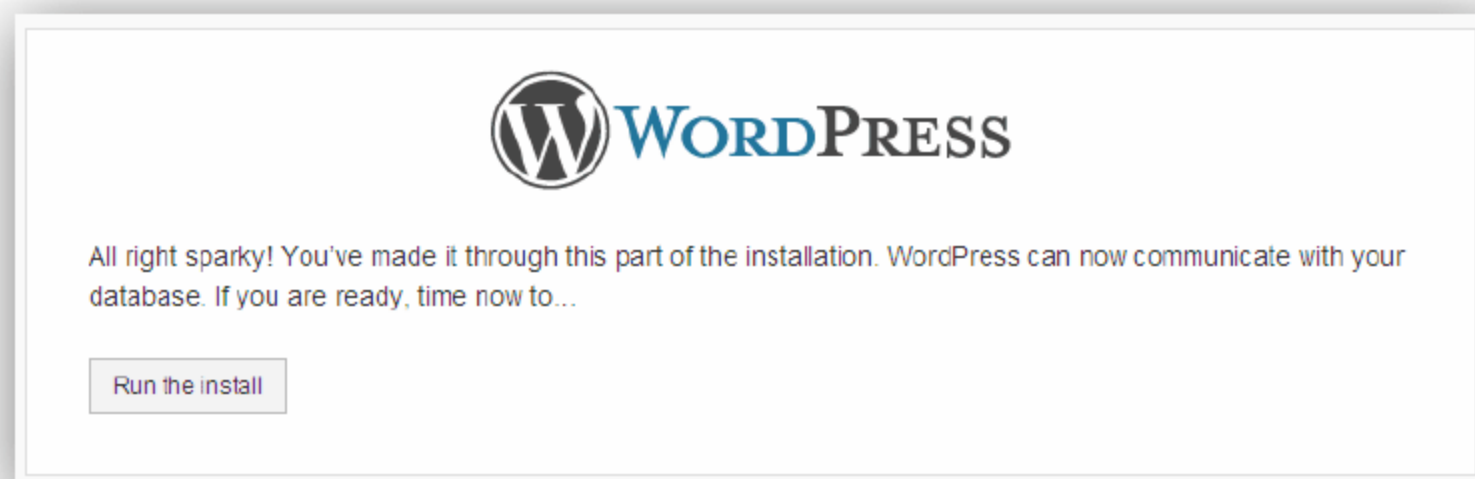 WORDPRESS
All right sparky! You've made it through this part of the installation. WordPress can now communicate with your
database. If you are ready, time now to...
Run the install